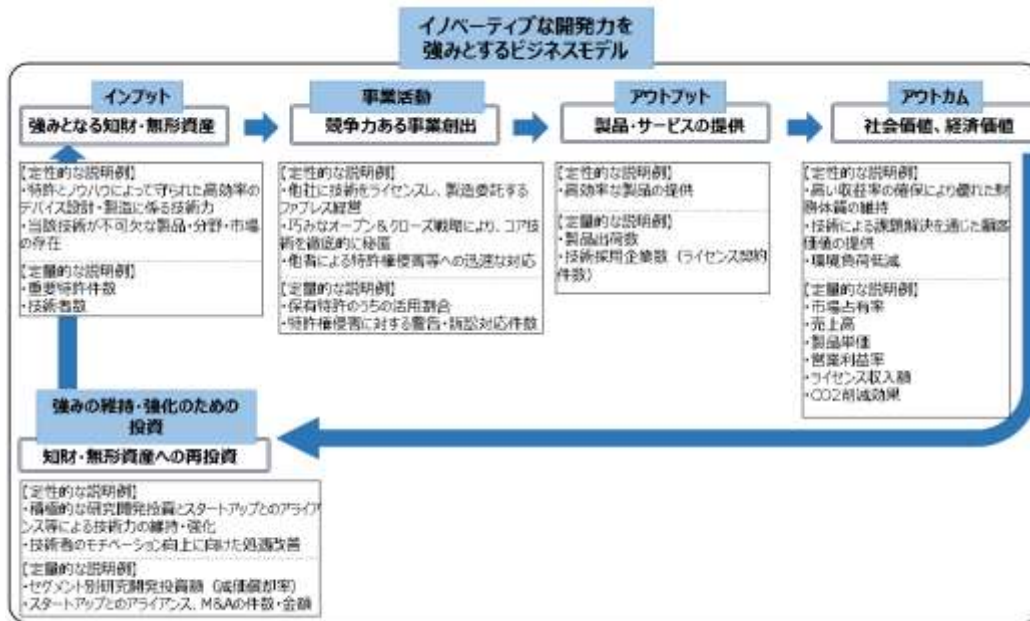 イノベーティブな開発力を
強みとするビジネスモデル
インプット
強みとなる知財・無形資産
【定性的な説明例】
・特許とノウハウによって守られた高効率の
デバイス設計・製造に係る技術力
・当該技術が不可欠な製品・分野・市場
の存在
【定量的な説明例】
・重要特許件数
・技術者数
事業活動
競争力ある事業創出
【定性的な説明例】
・他社に技術をライセンスし、製造委託する
ファブレス経営
・巧みなオープン&クローズ戦略により、コア技
術を徹底的に秘匿
・他者による特許権侵害等への迅速な対応
【定量的な説明例】
・保有特許のうちの活用割合
・特許権侵害に対する警告・訴訟対応件数
アウトプット
製品・サービスの提供
【定性的な説明例】
・高効率な製品の提供
【定量的な説明例】
・製品出荷数
・技術採用企業数（ライセンス契約
件数）
アウトカム
社会価値、経済価値
【定性的な説明例】
・高い収益率の確保により優れた財
務体質の維持
・技術による課題解決を通じた顧客
価値の提供
・環境負荷低減
【定量的な説明例】
・市場占有率
・売上高
・製品単価
・営業利益率
・ライセンス収入額
・CO2削減効果
強みの維持・強化のための
投資
知財・無形資産への再投資
【定性的な説明例】
・積極的な研究開発投資とスタートアップとのアライア
ンス等による技術力の維持・強化
・技術者のモチベーション向上に向けた処遇改善
【定量的な説明例】
・セグメント別研究開発投資額（減価償却率）
・スタートアップとのアライアンス、M&Aの件数・金額